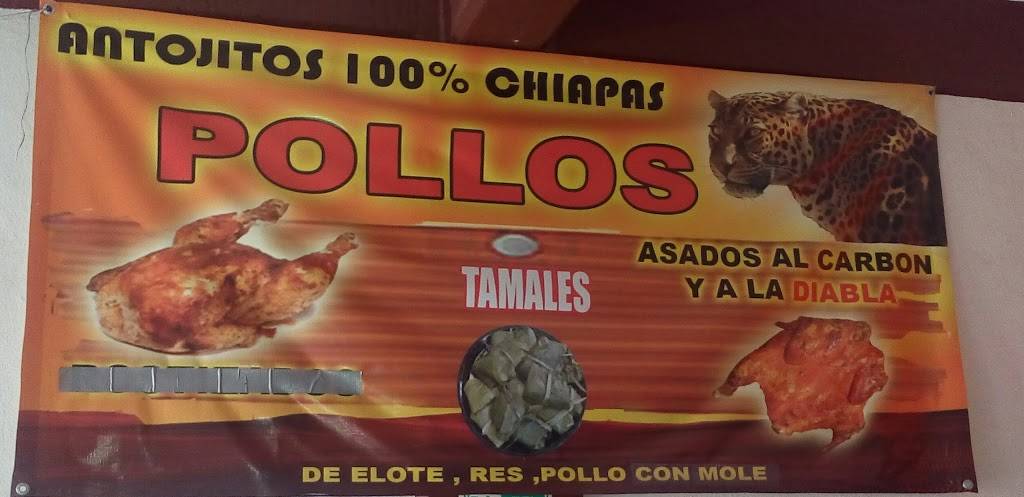 ANTOJITOS 100% CHIAPAS
POLLOS
ASADOS AL CARBON
Y A LA DIABLA
TAMALES
DE ELOTE , RES ,POLLO CON MOLE